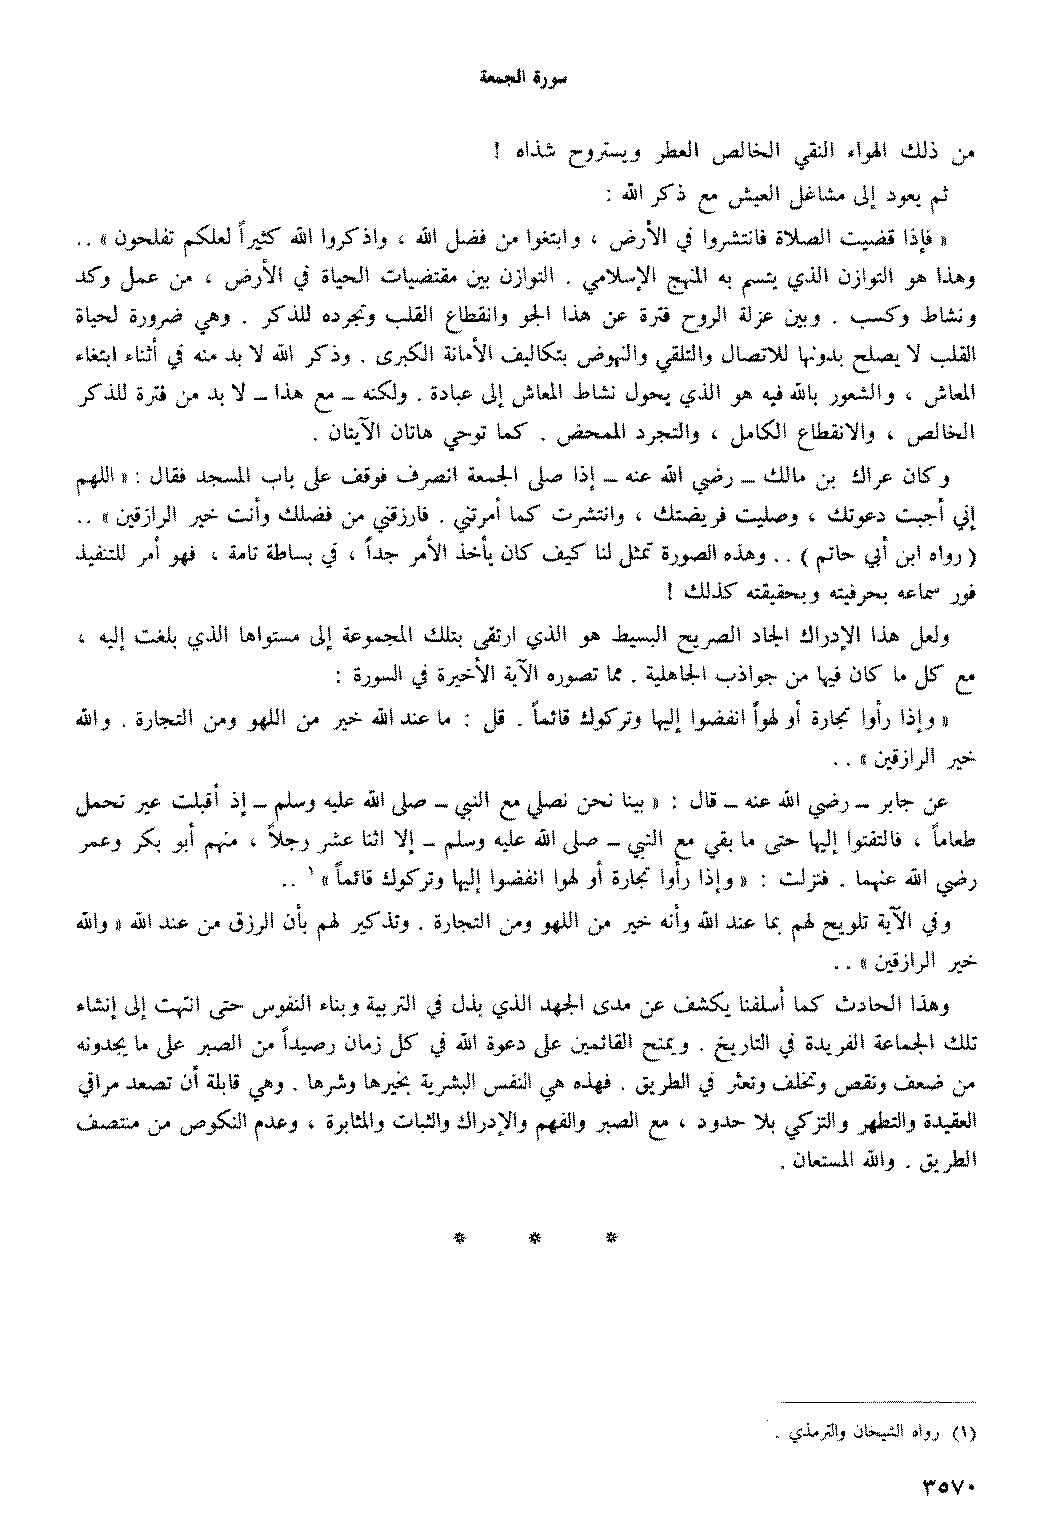 سورة الجمعة
من ذلك الهواء النقي الخالص العطر ويستروح شذاه !
ثم يعود إلى مشاغل العيش مع ذكر الله :
« فإذا قضيت الصلاة فانتشروا في الأرض ، وابتغوا من فضل الله ، واذكروا الله كثيراً لعلكم تفلحون » ..
وهذا هو التوازن الذي يتسم به المنهج الإسلامي . التوازن بين مقتضيات الحياة في الأرض ، من عمل وكد
ونشاط وكسب . وبين عزلة الروح فترة عن هذا الجو وانقطاع القلب وتجرده للذكر . وهي ضرورة لحياة
القلب لا يصلح بدونها للاتصال والتلقي والنهوض بتكاليف الأمانة الكبرى . وذكر الله لا بد منه في أثناء ابتغاء
المعاش ، والشعور بالله فيه هو الذي يحول نشاط المعاش إلى عبادة . ولكنه – مع هذا – لا بد من فترة للذكر
الخالص ، والانقطاع الكامل ، والتجرد الممحض . كما توحي هاتان الآيتان .
وكان عراك بن مالك – رضي الله عنه – إذا صلى الجمعة انصرف فوقف على باب المسجد فقال : « اللهم
إني أجبت دعوتك ، وصليت فريضتك ، وانتشرت كما أمرتني . فارزقني من فضلك وأنت خير الرازقين » ..
( رواه ابن أبي حاتم ) .. وهذه الصورة تمثل لنا كيف كان يأخذ الأمر جداً ، في بساطة تامة ، فهو أمر للتنفيذ
فور سماعه بحرفيته وبحقيقته كذلك !
ولعل هذا الإدراك الجاد الصريح البسيط هو الذي ارتقى بتلك المجموعة إلى مستواها الذي بلغت إليه ،
مع كل ما كان فيها من جواذب الجاهلية . مما تصوره الآية الأخيرة في السورة :
« وإذا رأوا تجارة أو لهواً انفضوا إليها وتركوك قائماً . قل : ما عند الله خير من اللهو ومن التجارة . والله
خير الرازقين » ..
عن جابر – رضي الله عنه – قال : « بينا نحن نصلي مع النبي – صلى الله عليه وسلم – إذ أقبلت عير تحمل
طعاماً ، فالتفتوا إليها حتى ما بقي مع النبي – صلى الله عليه وسلم – إلا اثنا عشر رجلاً ، منهم أبو بكر وعمر
رضي الله عنهما . فنزلت : « وإذا رأوا تجارة أو لهوا انفضوا إليها وتركوك قائماً » ١ ..
وفي الآية تلويح لهم بما عند الله وأنه خير من اللهو ومن التجارة . وتذكير لهم بأن الرزق من عند الله « والله
خير الرازقين » ..
وهذا الحادث كما أسلفنا يكشف عن مدى الجهد الذي بذل في التربية وبناء النفوس حتى انتهت إلى إنشاء
تلك الجماعة الفريدة في التاريخ . ويمنح القائمين على دعوة الله في كل زمان رصيداً من الصبر على ما يجدونه
من ضعف ونقص وتخلف وتعثر في الطريق . فهذه هي النفس البشرية بخيرها وشرها . وهي قابلة أن تصعد مراقي
العقيدة والتطهر والتزكي بلا حدود ، مع الصبر والفهم والإدراك والثبات والمثابرة ، وعدم النكوص من منتصف
الطريق . والله المستعان .
* * *
(١) رواه الشيخان والترمذي .
٣٥٧٠